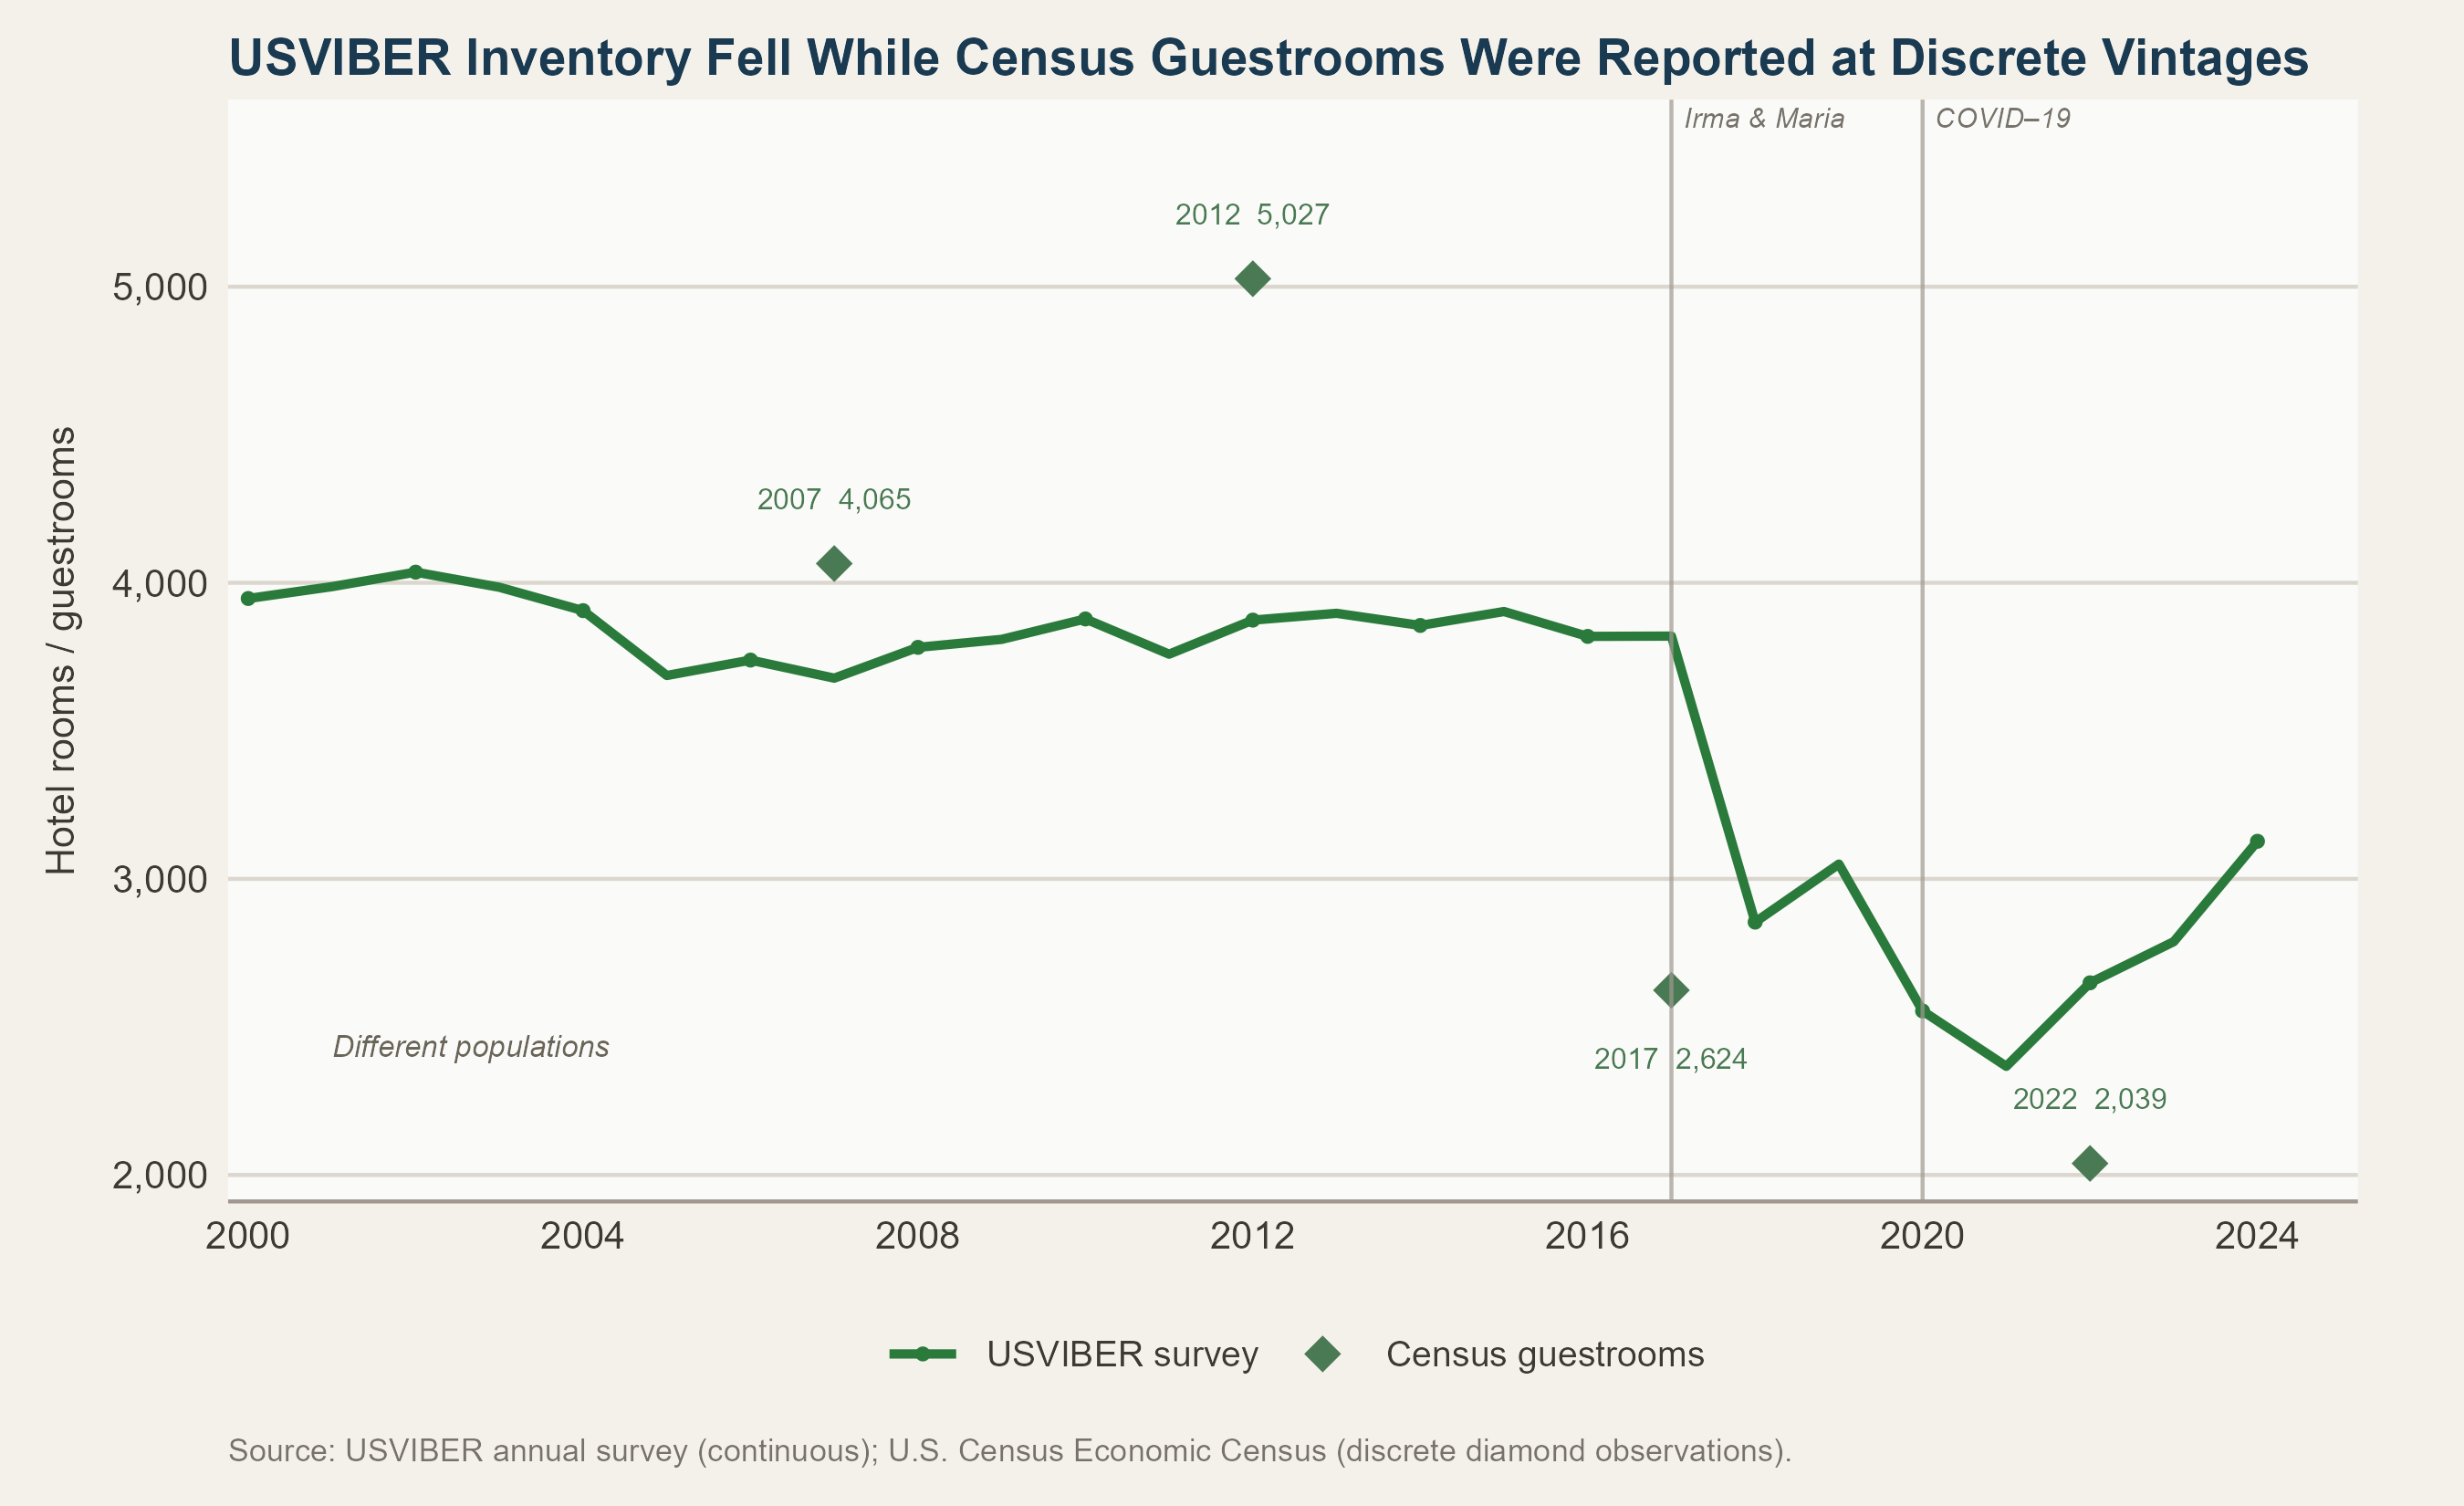 USVIBER Inventory Fell While Census Guestrooms Were Reported at Discrete Vintages
Irma & Maria
COVID–19
2012 5,027
5,000
2007 4,065
4,000
Hotel rooms / guestrooms
3,000
Different populations
2017 2,624
2022 2,039
2,000
2000 2004 2008 2012 2016 2020 2024
USVIBER survey
Census guestrooms
Source: USVIBER annual survey (continuous); U.S. Census Economic Census (discrete diamond observations).